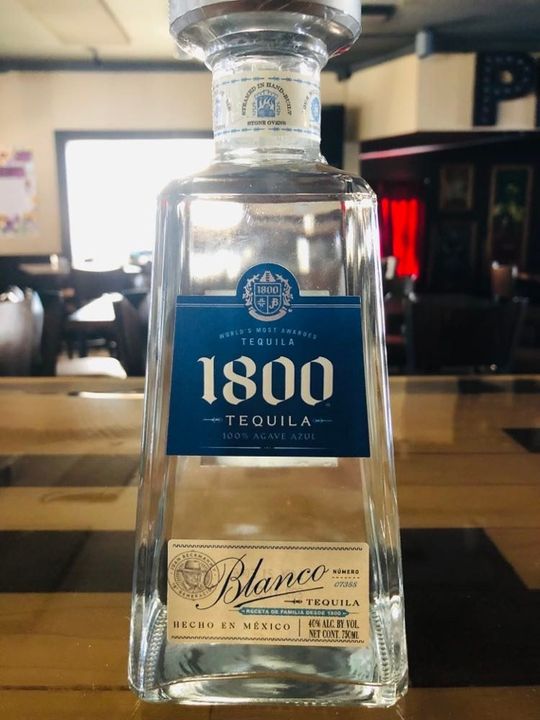 STEAMED IN HAND-BUILT
STONE OVENS
P
1800
WORLD'S MOST AWARDED
TEQUILA
1800
TEQUILA
100% AGAVE AZUL
Blanco
TEQUILA
NÚMERO
07388
RECETA DE FAMILIA DESDE 1800
HECHO EN MÉXICO
40% ALC. BY VOL.
NET CONT. 750ML